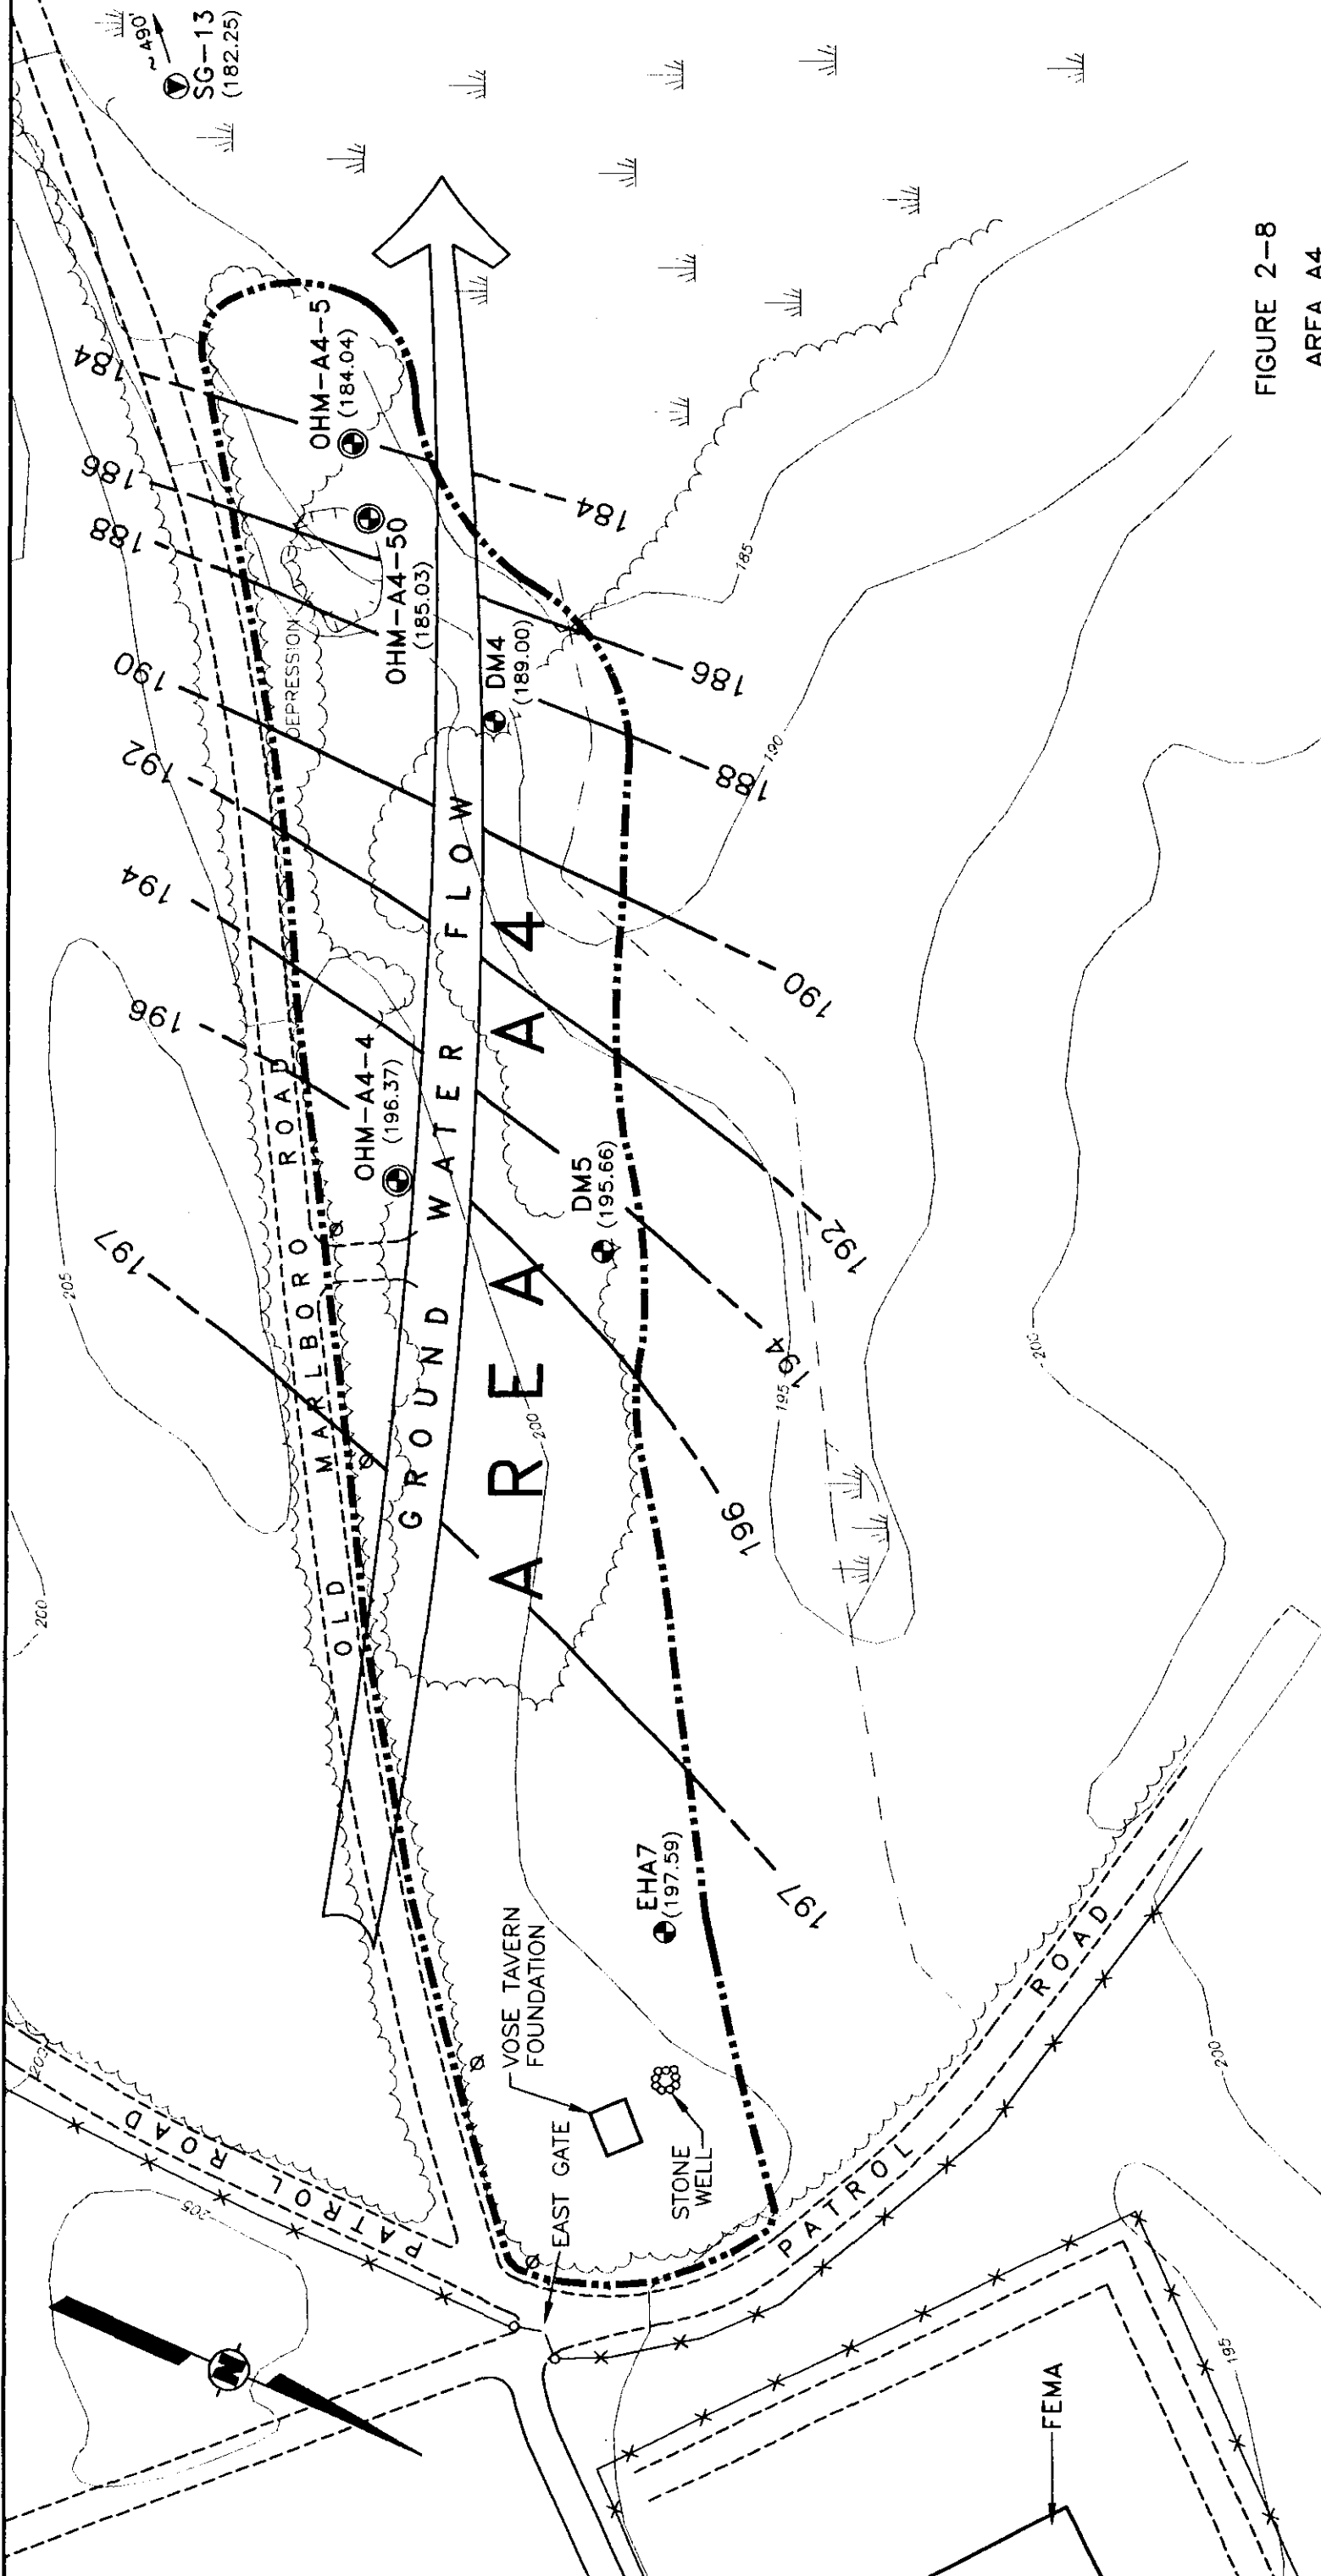 ~490'
SG-13
(182.25)
184
186
188
190
192
194
196
197
OHM-A4-5
(184.04)
OHM-A4-50
(185.03)
DEPRESSION
DM4
(189.00)
OHM-A4-4
(196.37)
DM5
(195.66)
EHA7
(197.59)
OLD MARLBORO ROAD
GROUND WATER FLOW
AREA A4
184
186
188
190
192
194
196
197
205
200
185
190
195
200
200
VOSE TAVERN
FOUNDATION
STONE
WELL
EAST GATE
PATROL ROAD
PATROL ROAD
205
205
200
195
N
FEMA
FIGURE 2-8
AREA A4